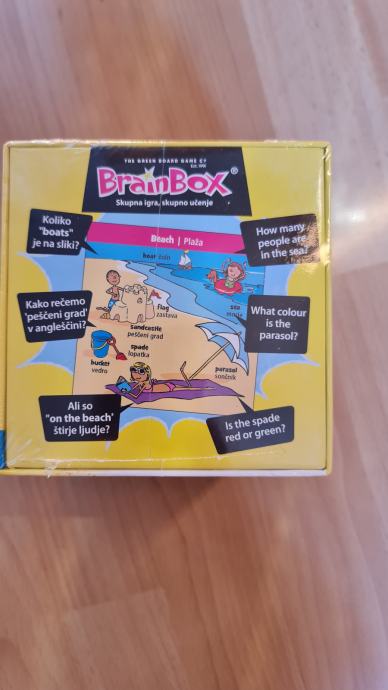 THE GREEN BOARD GAME Cº
Est. 1991
BrainBox®
Skupna igra, skupno učenje
Koliko
"boats"
je na sliki?
How many
people are
in the sea?
Beach | Plaža
boat čoln
Kako rečemo
'peščeni grad'
v angleščini?
flag
zastava
sea
morje
What colour
is the
parasol?
sandcastle
peščeni grad
spade
lopatka
bucket
vedro
parasol
sončnik
Ali so
"on the beach'
štirje ljudje?
Is the spade
red or green?